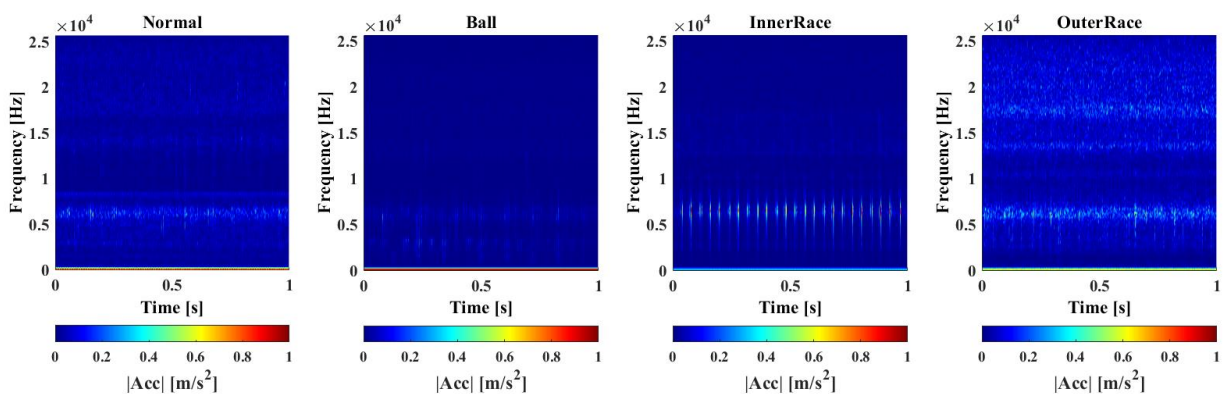 Normal
×10⁴
2.5
2
1.5
1
0.5
0
Frequency [Hz]
0 0.5 1
Time [s]
0 0.2 0.4 0.6 0.8 1
|Acc| [m/s²]
Ball
×10⁴
2.5
2
1.5
1
0.5
0
Frequency [Hz]
0 0.5 1
Time [s]
0 0.2 0.4 0.6 0.8 1
|Acc| [m/s²]
InnerRace
×10⁴
2.5
2
1.5
1
0.5
0
Frequency [Hz]
0 0.5 1
Time [s]
0 0.2 0.4 0.6 0.8 1
|Acc| [m/s²]
OuterRace
×10⁴
2.5
2
1.5
1
0.5
0
Frequency [Hz]
0 0.5 1
Time [s]
0 0.2 0.4 0.6 0.8 1
|Acc| [m/s²]